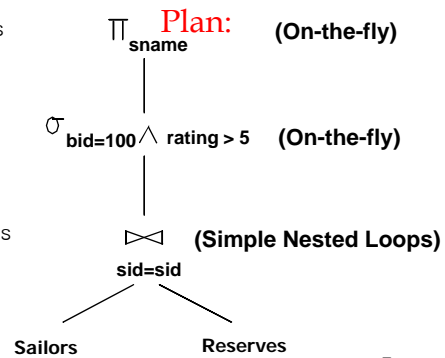 s
Plan:
∏ sname (On-the-fly)
σ bid=100 ∧ rating > 5 (On-the-fly)
s
⋈ (Simple Nested Loops)
sid=sid
Sailors Reserves